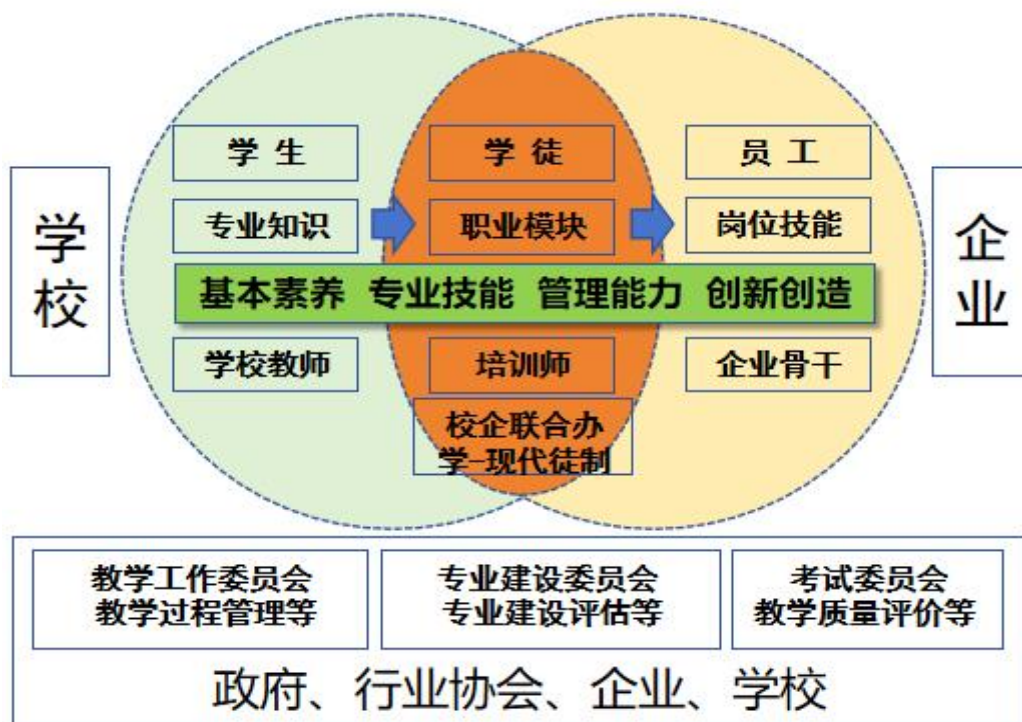 学 生
学 徒
员 工
学校
企业
专业知识
职业模块
岗位技能
基本素养 专业技能 管理能力 创新创造
学校教师
培训师
企业骨干
校企联合办
学-现代徒制
教学工作委员会
教学过程管理等
专业建设委员会
专业建设评估等
考试委员会
教学质量评价等
政府、行业协会、企业、学校